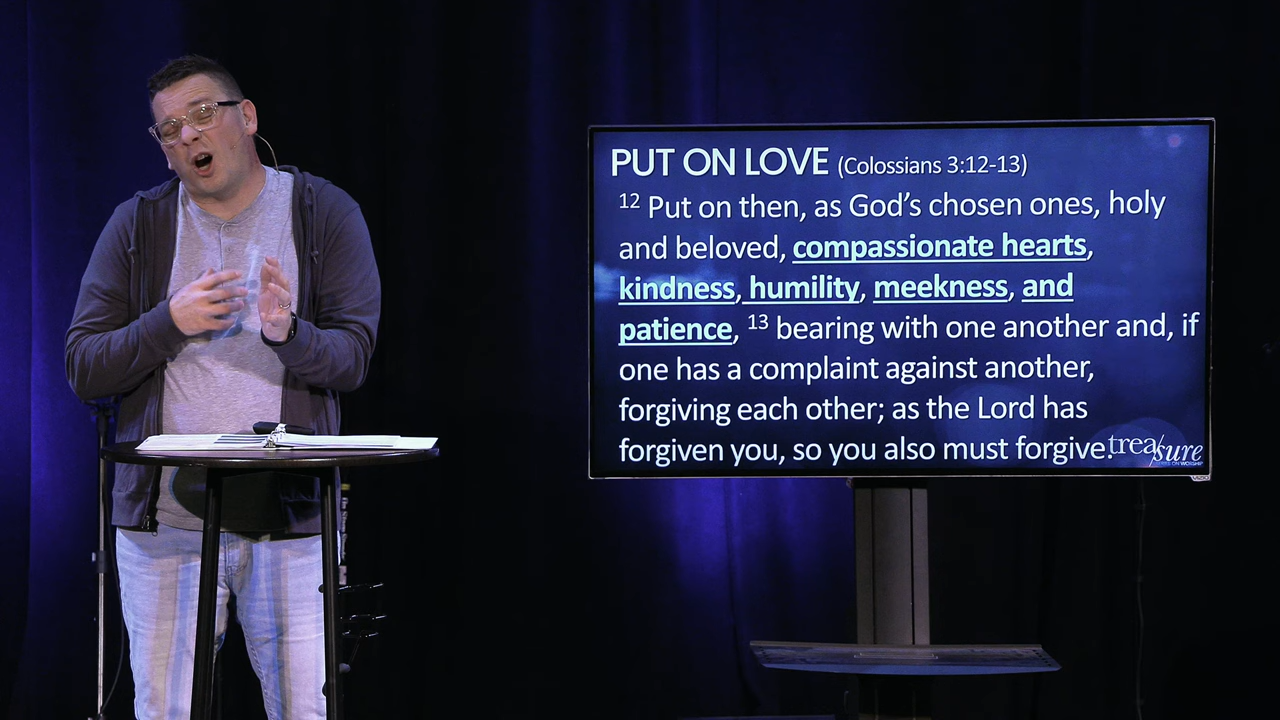 PUT ON LOVE (Colossians 3:12-13)
12 Put on then, as God's chosen ones, holy
and beloved, compassionate hearts,
kindness, humility, meekness, and
patience, 13 bearing with one another and, if
one has a complaint against another,
forgiving each other; as the Lord has
forgiven you, so you also must forgive.
treasure
VIZIO